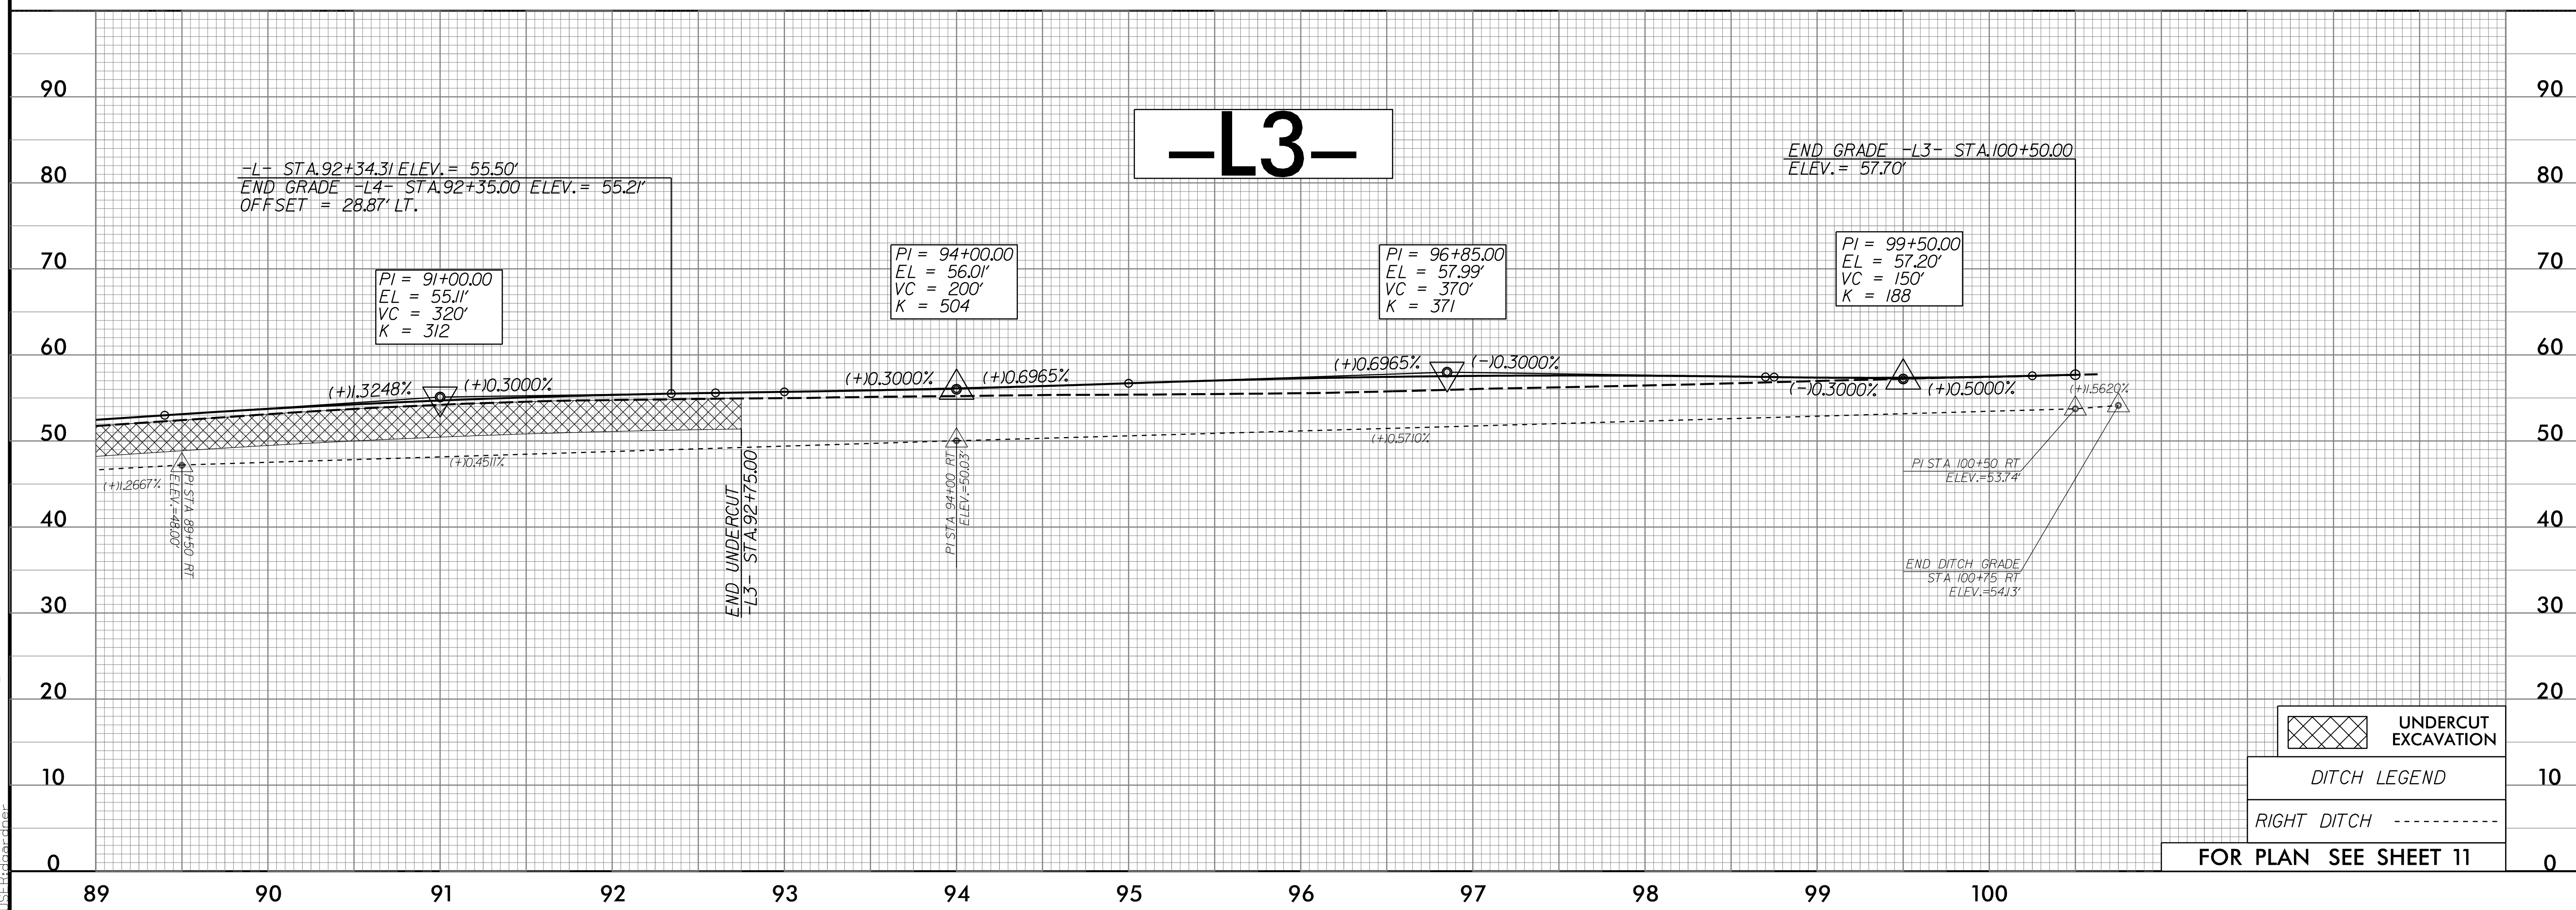 -L3-
-L- STA.92+34.31 ELEV.= 55.50'
END GRADE -L4- STA.92+35.00 ELEV.= 55.21'
OFFSET = 28.87' LT.
END GRADE -L3- STA.100+50.00
ELEV.= 57.70'
PI = 91+00.00
EL = 55.11'
VC = 320'
K = 312
PI = 94+00.00
EL = 56.01'
VC = 200'
K = 504
PI = 96+85.00
EL = 57.99'
VC = 370'
K = 371
PI = 99+50.00
EL = 57.20'
VC = 150'
K = 188
(+)1.3248%
(+)0.3000%
(+)0.3000%
(+)0.6965%
(+)0.6965%
(-)0.3000%
(-)0.3000%
(+)0.5000%
(+)1.5620%
(+)1.2667%
(+)0.4511%
(+)0.5710%
PI STA 89+50 RT
ELEV.=48.00'
END UNDERCUT
-L3- STA.92+75.00
PI STA 94+00 RT
ELEV.=50.03'
PI STA 100+50 RT
ELEV.=53.74'
END DITCH GRADE
STA 100+75 RT
ELEV.=54.13'
90
80
70
60
50
40
30
20
10
0
90
80
70
60
50
40
30
20
10
0
UNDERCUT
EXCAVATION
DITCH LEGEND
RIGHT DITCH
FOR PLAN SEE SHEET 11
89
90
91
92
93
94
95
96
97
98
99
100